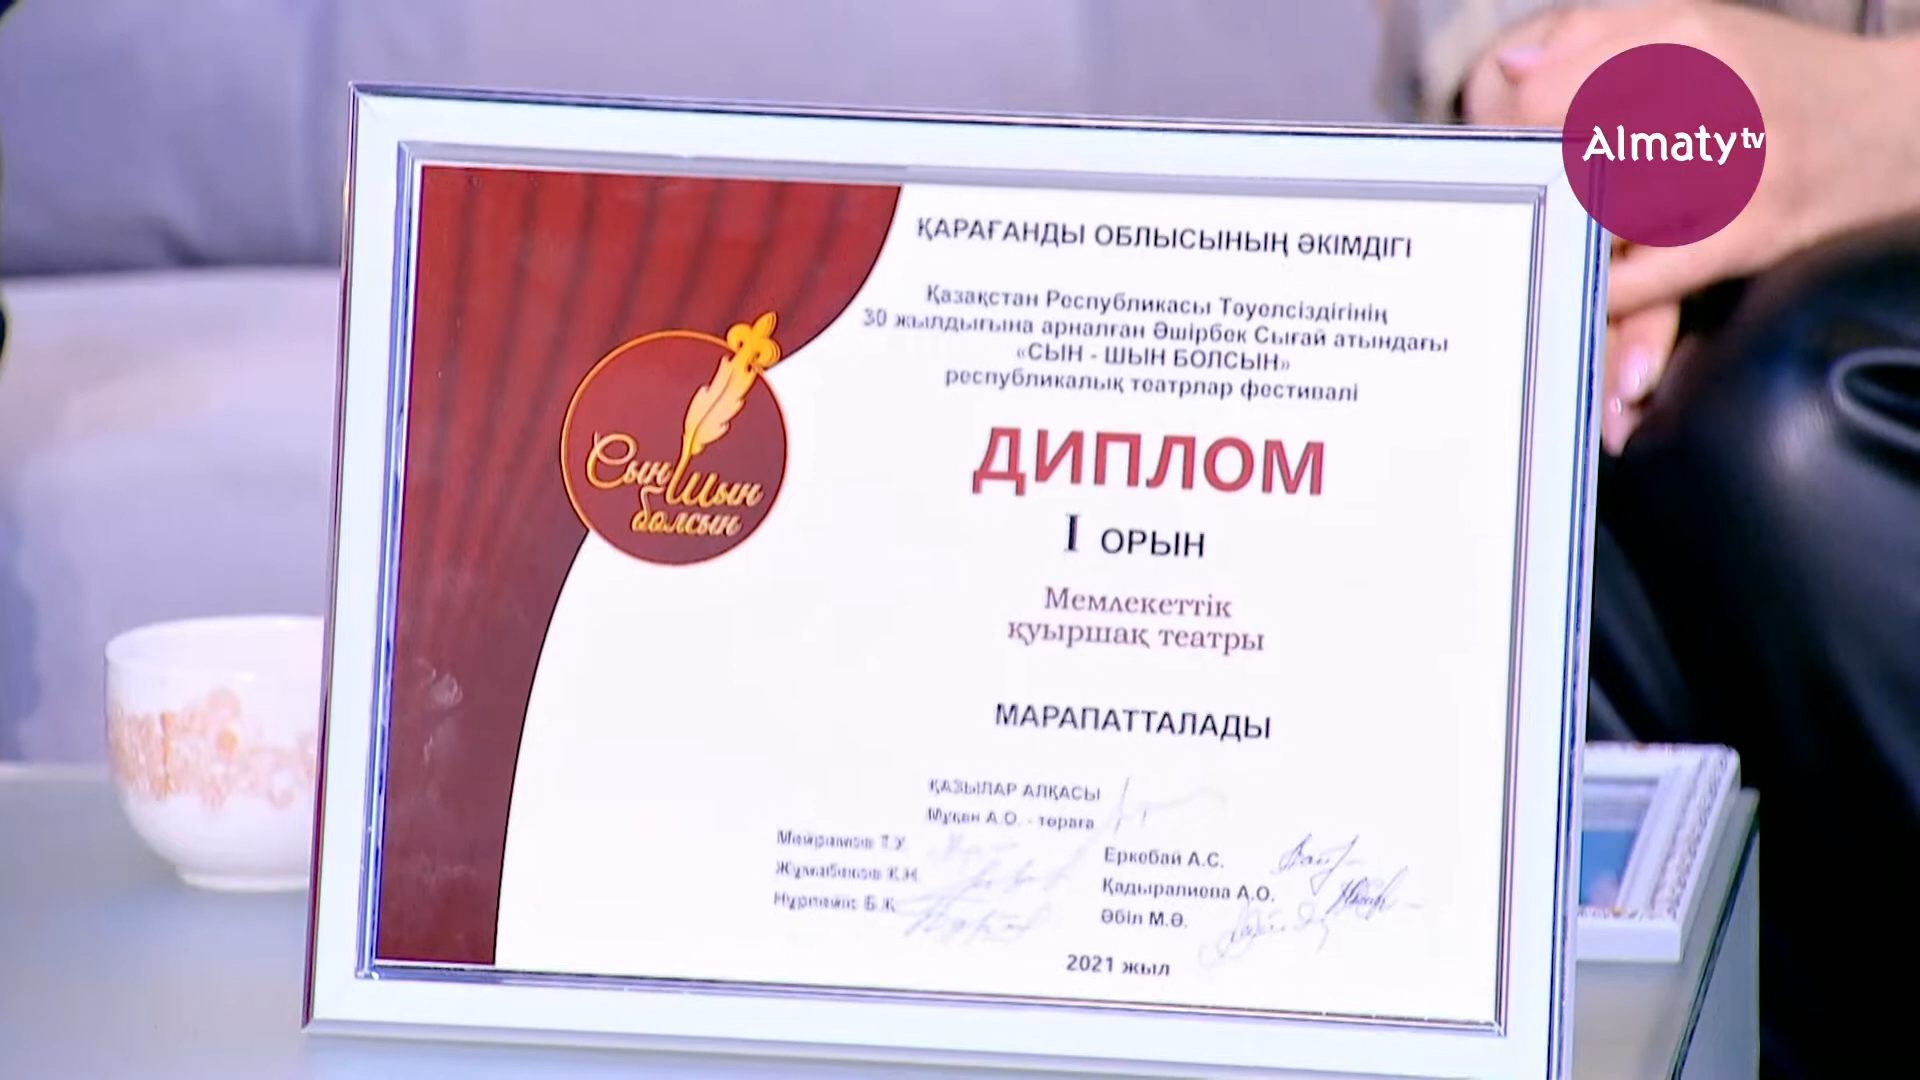 Almaty tv
ҚАРАҒАНДЫ ОБЛЫСЫНЫҢ ӘКІМДІГІ
Қазақстан Республикасы Тәуелсіздігінің
30 жылдығына арналған Әшірбек Сығай атындағы
«СЫН - ШЫН БОЛСЫН»
республикалық театрлар фестивалі
Сын Шын
болсын
ДИПЛОМ
I ОРЫН
Мемлекеттік
қуыршақ театры
МАРАПАТТАЛАДЫ
ҚАЗЫЛАР АЛҚАСЫ
Мұқан А.О. - төраға
Еркебай А.С.
Қадыралиева А.О.
Әбіл М.Ә.
2021 жыл